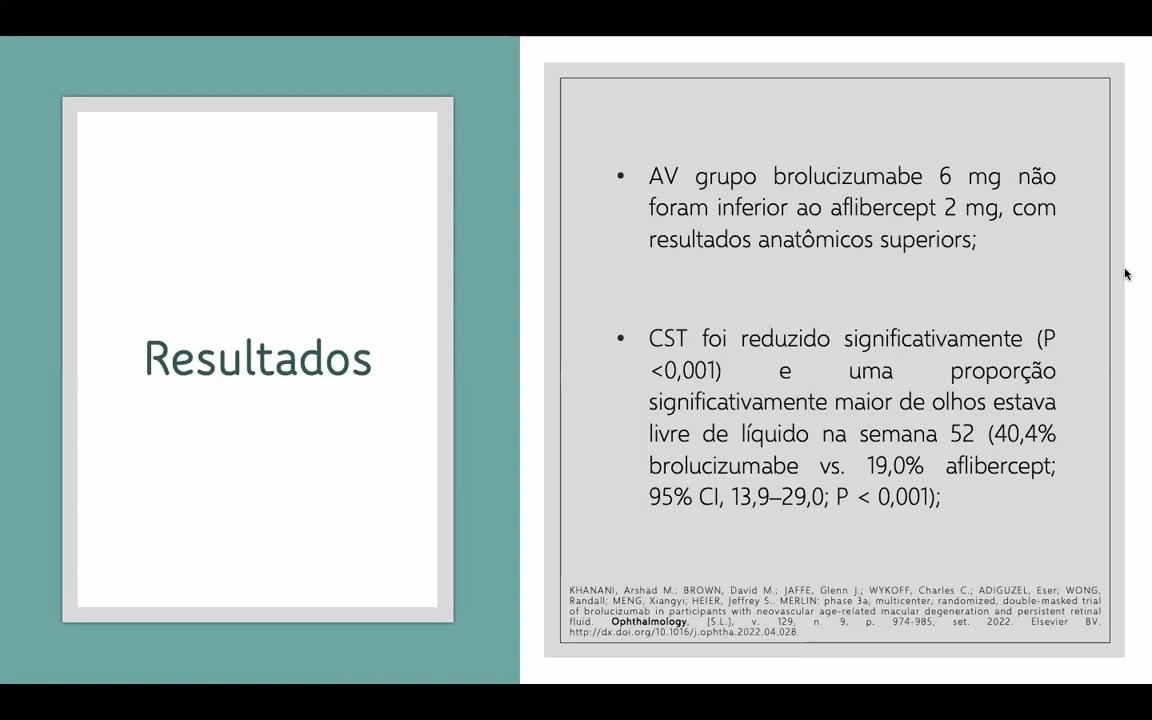 Resultados
• AV grupo brolucizumabe 6 mg não
foram inferior ao aflibercept 2 mg, com
resultados anatômicos superiors;
• CST foi reduzido significativamente (P
<0,001) e uma proporção
significativamente maior de olhos estava
livre de líquido na semana 52 (40,4%
brolucizumabe vs. 19,0% aflibercept;
95% CI, 13,9–29,0; P < 0,001);
KHANANI, Arshad M.; BROWN, David M.; JAFFE, Glenn J.; WYKOFF, Charles C.; ADIGUZEL, Eser; WONG,
Randall; MENG, Xiangyi; HEIER, Jeffrey S.. MERLIN: phase 3a, multicenter, randomized, double-masked trial
of brolucizumab in participants with neovascular age-related macular degeneration and persistent retinal
fluid. Ophthalmology, [S.L.], v. 129, n. 9, p. 974-985, set. 2022. Elsevier BV.
http://dx.doi.org/10.1016/j.ophtha.2022.04.028.